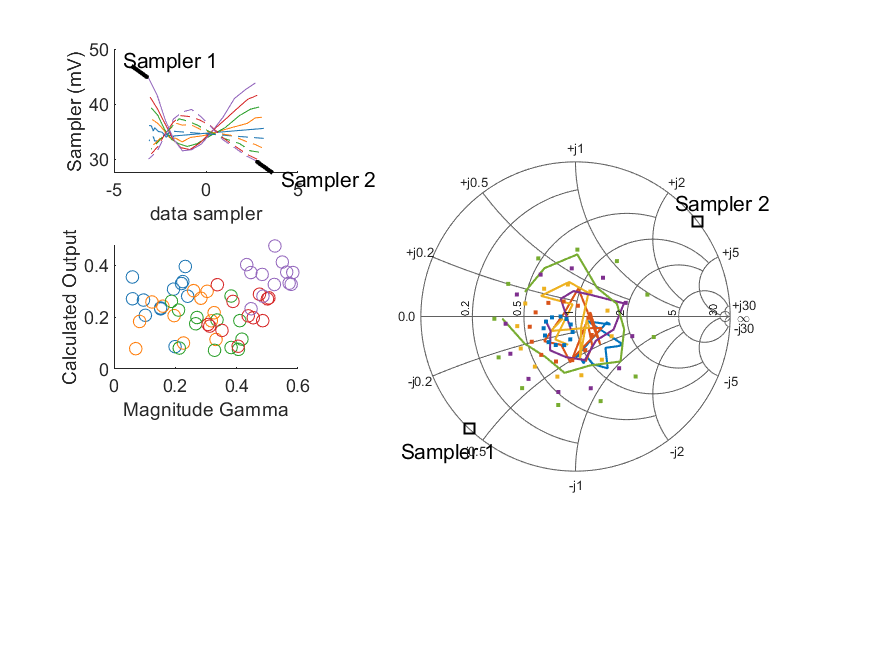 50
40
30
Sampler (mV)
Sampler 1
-5
0
5
data sampler
Sampler 2
0.4
0.2
0
Calculated Output
0
0.2
0.4
0.6
Magnitude Gamma
+j1
+j0.5
+j2
Sampler 2
+j0.2
+j5
0.0
0.2
0.5
1
2
5
30
+j30
∞
-j30
-j0.2
-j5
Sampler 1
-j0.5
-j2
-j1